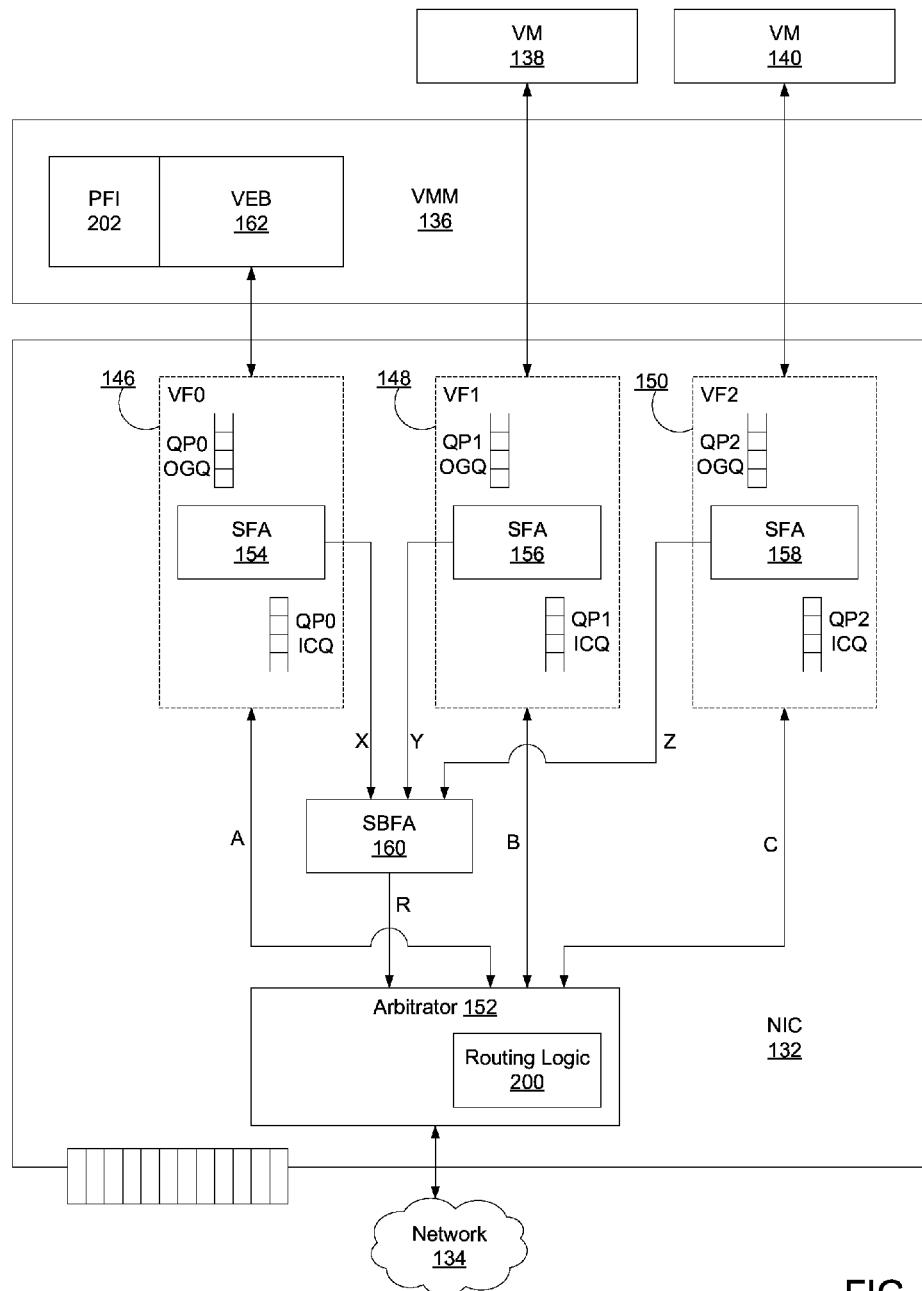 VM
138
VM
140
PFI
202
VEB
162
VMM
136
146
VF0
QP0
OGQ
SFA
154
QP0
ICQ
148
VF1
QP1
OGQ
SFA
156
QP1
ICQ
150
VF2
QP2
OGQ
SFA
158
QP2
ICQ
X
Y
Z
SBFA
160
A
B
C
R
Arbitrator 152
Routing Logic
200
NIC
132
Network
134
FIG